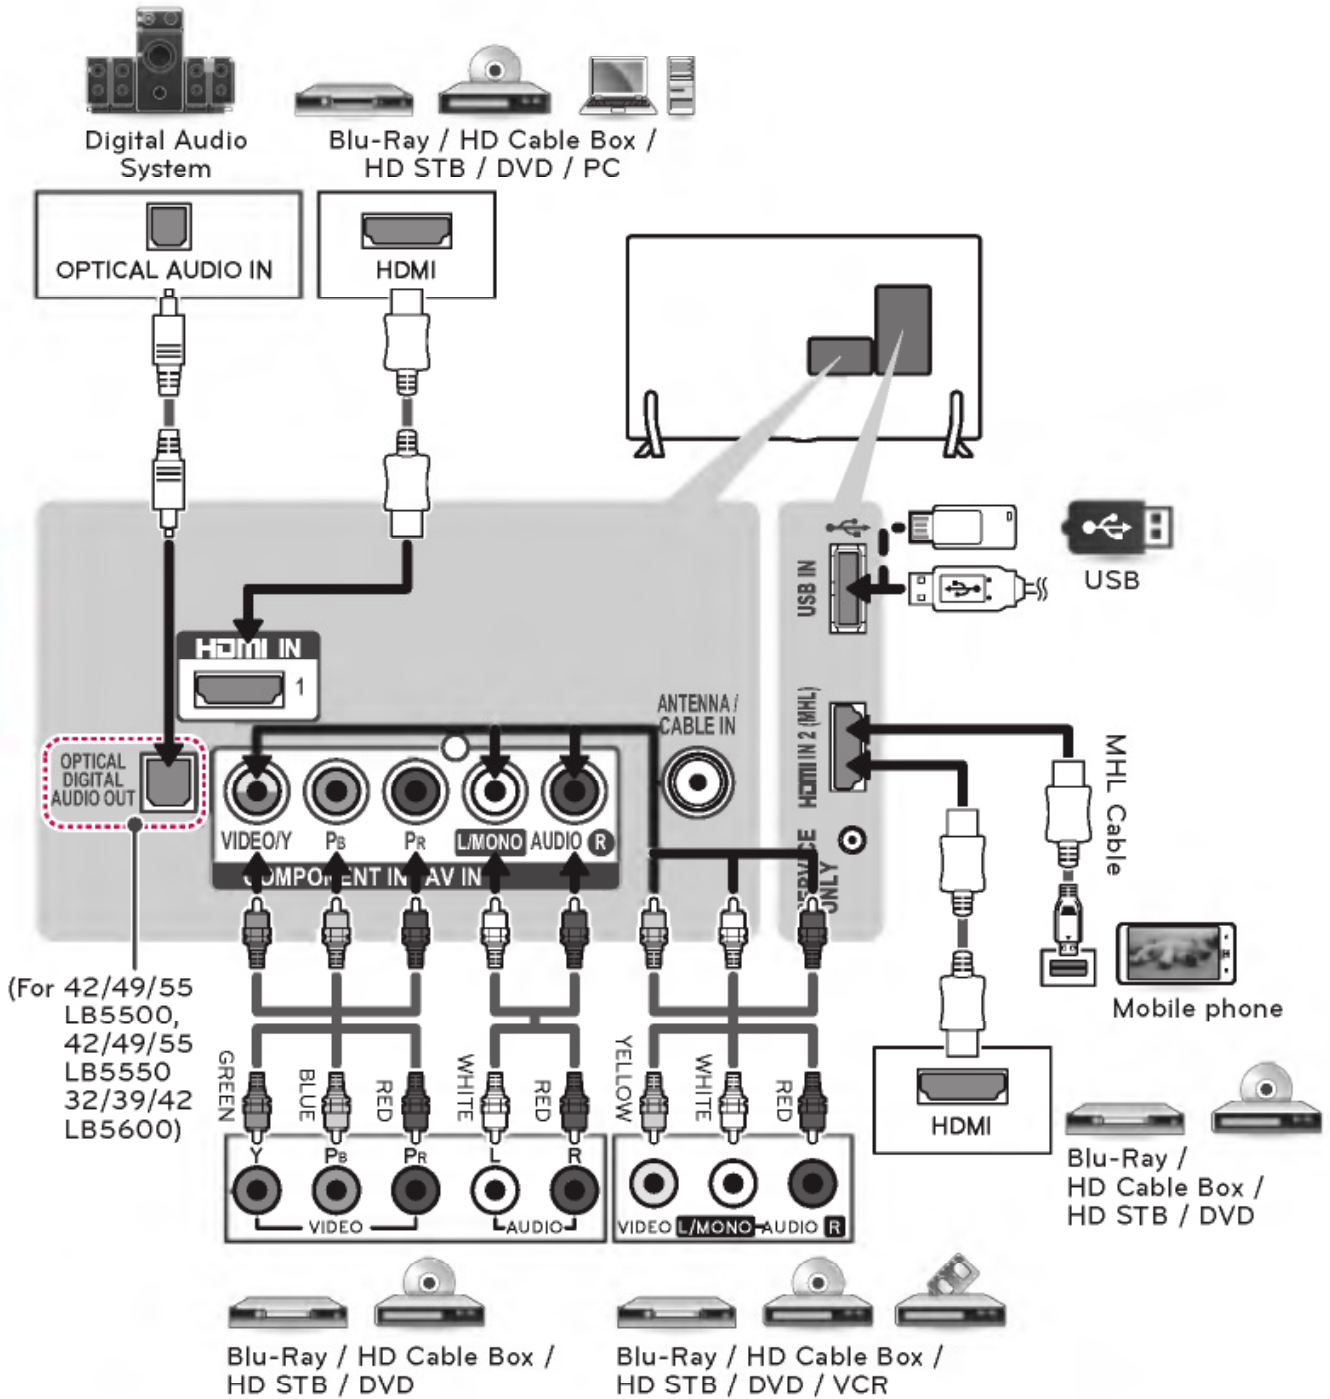 Digital Audio
System
Blu-Ray / HD Cable Box /
HD STB / DVD / PC
OPTICAL AUDIO IN
HDMI
USB IN
USB
HDMI IN
1
ANTENNA /
CABLE IN
HDMI IN 2 (MHL)
MHL Cable
OPTICAL
DIGITAL
AUDIO OUT
VIDEO/Y
PB
PR
L/MONO
AUDIO
R
COMPONENT IN / AV IN
SERVICE
ONLY
Mobile phone
(For 42/49/55
LB5500,
42/49/55
LB5550
32/39/42
LB5600)
GREEN
BLUE
RED
WHITE
RED
YELLOW
WHITE
RED
Y
PB
PR
L
R
VIDEO
AUDIO
VIDEO
L/MONO
AUDIO
R
HDMI
Blu-Ray /
HD Cable Box /
HD STB / DVD
Blu-Ray / HD Cable Box /
HD STB / DVD
Blu-Ray / HD Cable Box /
HD STB / DVD / VCR